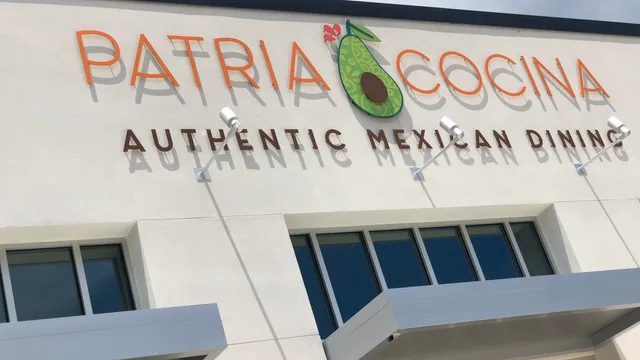 PATRIA COCINA
AUTHENTIC MEXICAN DINING